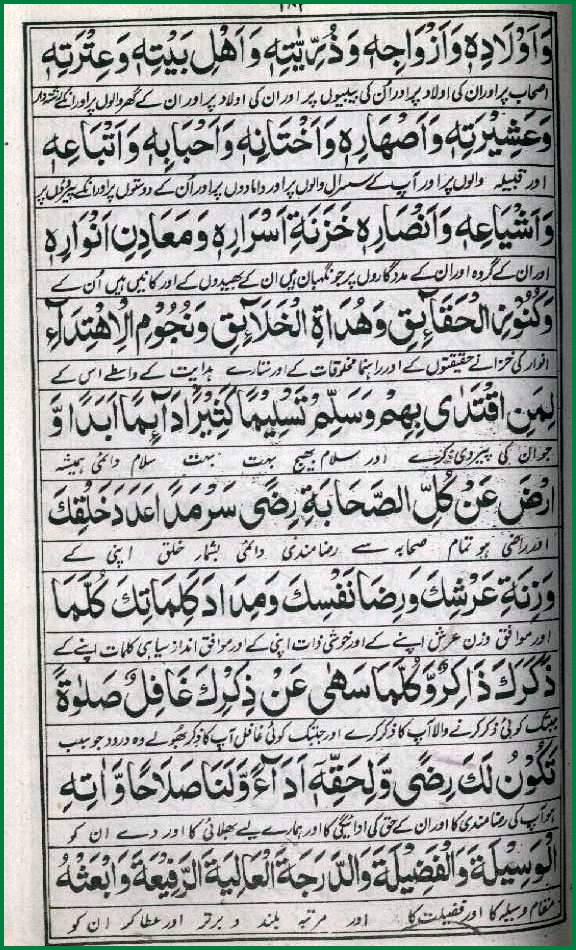 ۱۸۲
وَاَوْلَادِهٖ وَاَزْوَاجِهٖ وَذُرِّيّٰتِهٖ وَاَهْلِ بَيْتِهٖ وَعِتْرَتِهٖ
اصحاب پر اور ان کی اولاد پر اور اُن کی بیبیوں پر اور ان کی اولاد پر اور ان کے گھر والوں پر اور انکے
وَعَشِيْرَتِهٖ وَاَصْهَارِهٖ وَاَخْتَانِهٖ وَاَحْبَابِهٖ وَاَتْبَاعِهٖ
اور قبیلہ والوں پر اور آپ کے سسرال والوں پر اور دامادوں پر اور اُن کے دوستوں پر اور انکے پیرؤں پر
وَاَشْيَاعِهٖ وَاَنْصَارِهٖ خَزَنَةِ اَسْرَارِهٖ وَمَعَادِنِ اَنْوَارِهٖ
اور ان کے گروہ اور ان کے مددگاروں پر جو نگہبان ہیں ان کے بھیدوں کے اور کانیں ہیں اُن کے
وَكُنُوْزِ الْحَقَآئِقِ وَهُدَاةِ الْخَلَآئِقِ وَنُجُوْمِ الْاِهْتِدَآءِ
انوار کی خزانے حقیقتوں کے اور راہنما مخلوقات کے اور ستارے ہدایت کے واسطے اس کے
لِمَنِ اقْتَدٰى بِهِمْ وَسَلِّمْ تَسْلِيْمًا كَثِيْرًا دَآئِمًا اَبَدًا وَّ
جو ان کی پیروی کرے اور سلام بھیج بہت بہت سلام دائمی ہمیشہ
ارْضَ عَنْ كُلِّ الصَّحَابَةِ رِضًى سَرْمَدًا عَدَدَ خَلْقِكَ
اور راضی ہو تمام صحابہ سے رضامندی دائمی بشمار خلق اپنی کے
وَزِنَةِ عَرْشِكَ وَرِضَا نَفْسِكَ وَمِدَادَ كَلِمَاتِكَ كُلَّمَا
اور موافق وزن عرش اپنے کے اور خوشی ذات اپنی کے اور موافق انداز سیاہی کلمات اپنے کے
ذَكَرَكَ ذَاكِرٌ وَّكُلَّمَا سَهٰى عَنْ ذِكْرِكَ غَافِلٌ صَلٰوةً
جبتک کوئی ذکر کرنے والا آپ کا ذکر کرے اور جبتک کوئی غافل آپ کا ذکر بھولے وہ درود جو سبب
تَكُوْنُ لَكَ رِضًى وَّلِحَقِّهٖ اَدَآءً وَّلَنَا صَلَاحًا وَّاٰتِهِ
ہو آپ کی رضامندی کا اور ان کے حق کی ادائیگی کا اور ہمارے لیے بھلائی کا اور دے ان کو
الْوَسِيْلَةَ وَالْفَضِيْلَةَ وَالدَّرَجَةَ الْعَالِيَةَ الرَّفِيْعَةَ وَابْعَثْهُ
مقام وسیلہ کا اور فضیلت کا اور مرتبہ بلند و برتر اور عطا کر ان کو